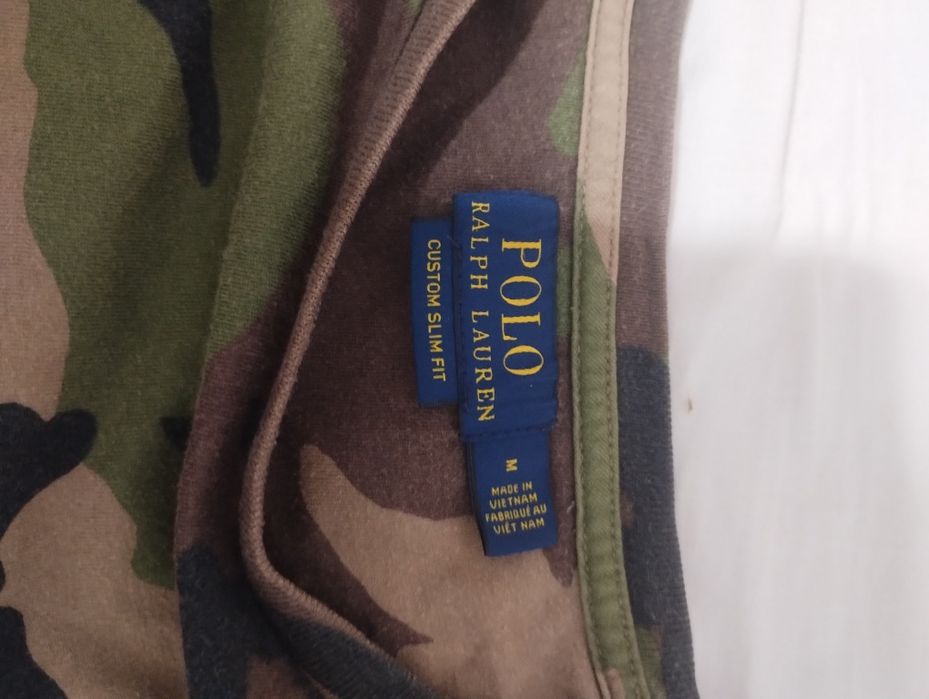 POLO
RALPH LAUREN
CUSTOM SLIM FIT
M
MADE IN
VIETNAM
FABRIQUÉ AU
VIÊT NAM